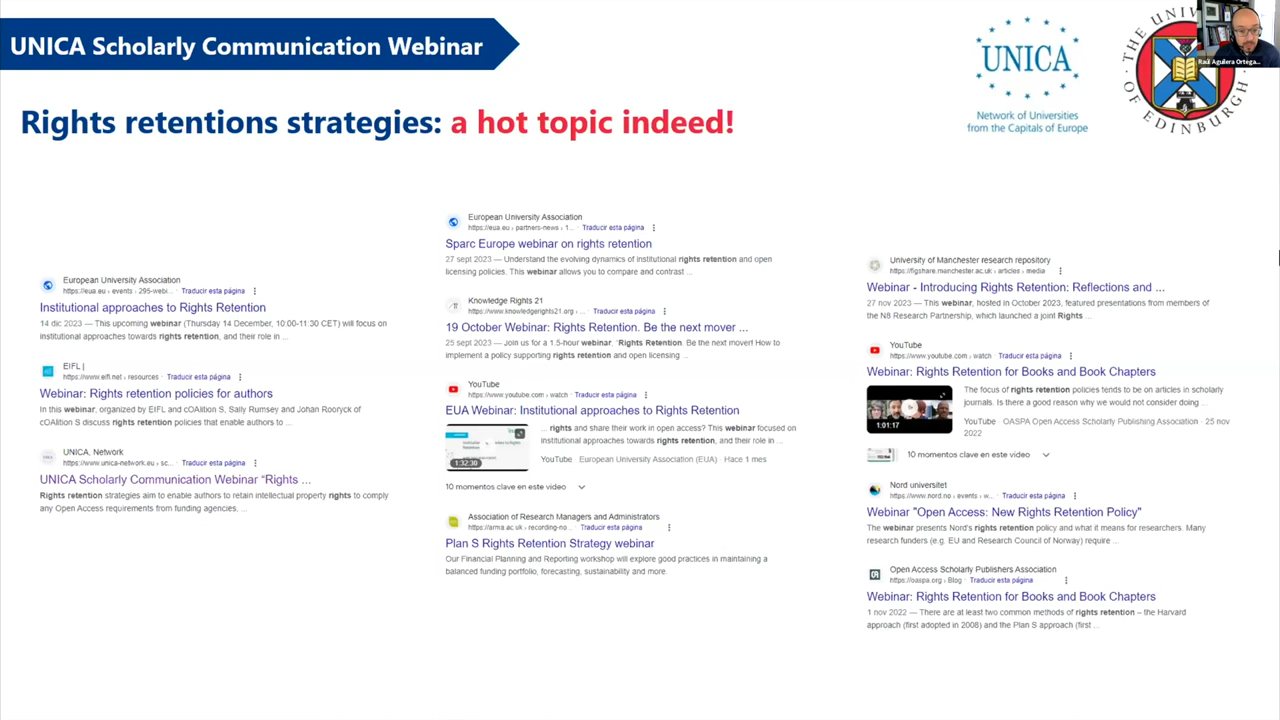 UNICA Scholarly Communication Webinar
UNICA
Network of Universities
from the Capitals of Europe
THE UNIVERSITY OF EDINBURGH
Raúl Aguilera Ortega...
Rights retentions strategies: a hot topic indeed!
European University Association
https://eua.eu › events › 295-webi... · Traducir esta página
Institutional approaches to Rights Retention
14 dic 2023 — This upcoming webinar (Thursday 14 December, 10:00-11:30 CET) will focus on
institutional approaches towards rights retention, and their role in ...
EIFL |
https://www.eifl.net › resources · Traducir esta página
Webinar: Rights retention policies for authors
In this webinar, organized by EIFL and cOAlition S, Sally Rumsey and Johan Rooryck of
cOAlition S discuss rights retention policies that enable authors to ...
UNICA, Network
https://www.unica-network.eu › sc... · Traducir esta página
UNICA Scholarly Communication Webinar “Rights ...
Rights retention strategies aim to enable authors to retain intellectual property rights to comply
any Open Access requirements from funding agencies. ...
European University Association
https://eua.eu › partners-news › 1... · Traducir esta página
Sparc Europe webinar on rights retention
27 sept 2023 — Understand the evolving dynamics of institutional rights retention and open
licensing policies. This webinar allows you to compare and contrast ...
Knowledge Rights 21
https://www.knowledgerights21.org › ... · Traducir esta página
19 October Webinar: Rights Retention. Be the next mover ...
25 sept 2023 — Join us for a 1.5-hour webinar, “Rights Retention. Be the next mover! How to
implement a policy supporting rights retention and open licensing ...
YouTube
https://www.youtube.com › watch · Traducir esta página
EUA Webinar: Institutional approaches to Rights Retention
... rights and share their work in open access? This webinar focused on
institutional approaches towards rights retention, and their role in ...
1:32:30
YouTube · European University Association (EUA) · Hace 1 mes
10 momentos clave en este video
Association of Research Managers and Administrators
https://arma.ac.uk › recording-no... · Traducir esta página
Plan S Rights Retention Strategy webinar
Our Financial Planning and Reporting workshop will explore good practices in maintaining a
balanced funding portfolio, forecasting, sustainability and more.
University of Manchester research repository
https://figshare.manchester.ac.uk › articles › media
Webinar - Introducing Rights Retention: Reflections and ...
27 nov 2023 — This webinar, hosted in October 2023, featured presentations from members of
the N8 Research Partnership, which launched a joint Rights ...
YouTube
https://www.youtube.com › watch · Traducir esta página
Webinar: Rights Retention for Books and Book Chapters
The focus of rights retention policies tends to be on articles in scholarly
journals. Is there a good reason why we would not consider doing ...
1:01:17
YouTube · OASPA Open Access Scholarly Publishing Association · 25 nov
2022
10 momentos clave en este video
Nord universitet
https://www.nord.no › events › w... · Traducir esta página
Webinar "Open Access: New Rights Retention Policy"
The webinar presents Nord's rights retention policy and what it means for researchers. Many
research funders (e.g. EU and Research Council of Norway) require ...
Open Access Scholarly Publishers Association
https://oaspa.org › Blog · Traducir esta página
Webinar: Rights Retention for Books and Book Chapters
1 nov 2022 — There are at least two common methods of rights retention – the Harvard
approach (first adopted in 2008) and the Plan S approach (first ...